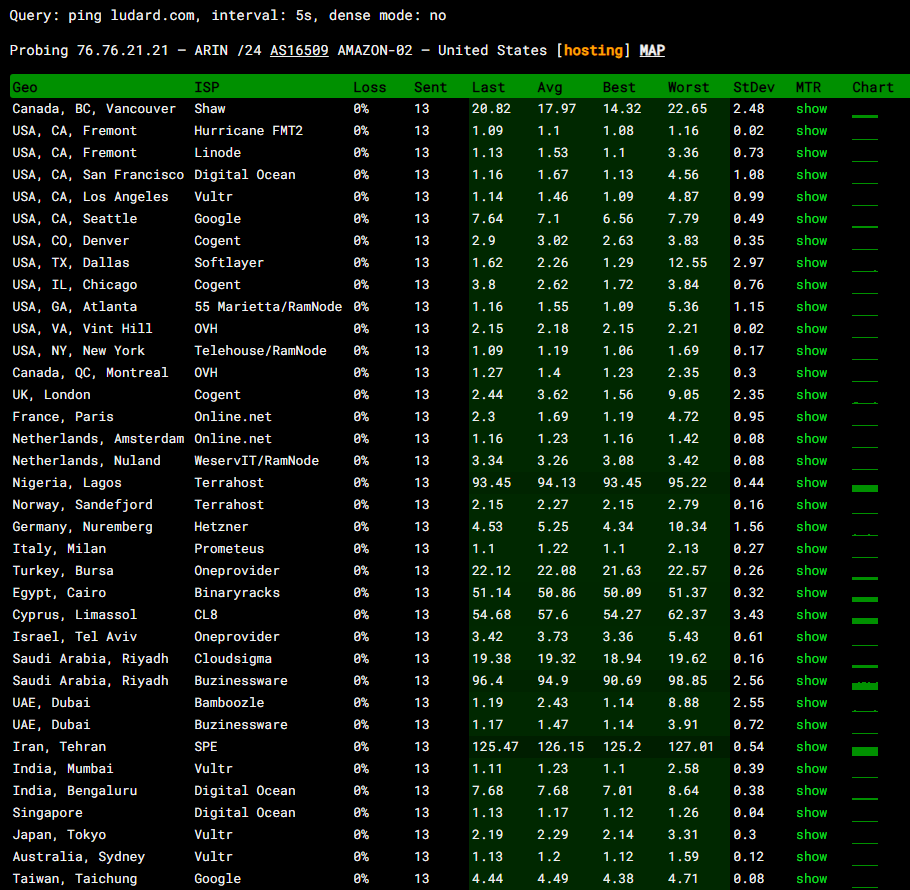 Query: ping ludard.com, interval: 5s, dense mode: no
Probing 76.76.21.21 — ARIN /24 AS16509 AMAZON-02 — United States [hosting] MAP
Geo ISP Loss Sent Last Avg Best Worst StDev MTR Chart
Canada, BC, Vancouver Shaw 0% 13 20.82 17.97 14.32 22.65 2.48 show
USA, CA, Fremont Hurricane FMT2 0% 13 1.09 1.1 1.08 1.16 0.02 show
USA, CA, Fremont Linode 0% 13 1.13 1.53 1.1 3.36 0.73 show
USA, CA, San Francisco Digital Ocean 0% 13 1.16 1.67 1.13 4.56 1.08 show
USA, CA, Los Angeles Vultr 0% 13 1.14 1.46 1.09 4.87 0.99 show
USA, CA, Seattle Google 0% 13 7.64 7.1 6.56 7.79 0.49 show
USA, CO, Denver Cogent 0% 13 2.9 3.02 2.63 3.83 0.35 show
USA, TX, Dallas Softlayer 0% 13 1.62 2.26 1.29 12.55 2.97 show
USA, IL, Chicago Cogent 0% 13 3.8 2.62 1.72 3.84 0.76 show
USA, GA, Atlanta 55 Marietta/RamNode 0% 13 1.16 1.55 1.09 5.36 1.15 show
USA, VA, Vint Hill OVH 0% 13 2.15 2.18 2.15 2.21 0.02 show
USA, NY, New York Telehouse/RamNode 0% 13 1.09 1.19 1.06 1.69 0.17 show
Canada, QC, Montreal OVH 0% 13 1.27 1.4 1.23 2.35 0.3 show
UK, London Cogent 0% 13 2.44 3.62 1.56 9.05 2.35 show
France, Paris Online.net 0% 13 2.3 1.69 1.19 4.72 0.95 show
Netherlands, Amsterdam Online.net 0% 13 1.16 1.23 1.16 1.42 0.08 show
Netherlands, Nuland WeservIT/RamNode 0% 13 3.34 3.26 3.08 3.42 0.08 show
Nigeria, Lagos Terrahost 0% 13 93.45 94.13 93.45 95.22 0.44 show
Norway, Sandefjord Terrahost 0% 13 2.15 2.27 2.15 2.79 0.16 show
Germany, Nuremberg Hetzner 0% 13 4.53 5.25 4.34 10.34 1.56 show
Italy, Milan Prometeus 0% 13 1.1 1.22 1.1 2.13 0.27 show
Turkey, Bursa Oneprovider 0% 13 22.12 22.08 21.63 22.57 0.26 show
Egypt, Cairo Binaryracks 0% 13 51.14 50.86 50.09 51.37 0.32 show
Cyprus, Limassol CL8 0% 13 54.68 57.6 54.27 62.37 3.43 show
Israel, Tel Aviv Oneprovider 0% 13 3.42 3.73 3.36 5.43 0.61 show
Saudi Arabia, Riyadh Cloudsigma 0% 13 19.38 19.32 18.94 19.62 0.16 show
Saudi Arabia, Riyadh Buzinessware 0% 13 96.4 94.9 90.69 98.85 2.56 show
UAE, Dubai Bamboozle 0% 13 1.19 2.43 1.14 8.88 2.55 show
UAE, Dubai Buzinessware 0% 13 1.17 1.47 1.14 3.91 0.72 show
Iran, Tehran SPE 0% 13 125.47 126.15 125.2 127.01 0.54 show
India, Mumbai Vultr 0% 13 1.11 1.23 1.1 2.58 0.39 show
India, Bengaluru Digital Ocean 0% 13 7.68 7.68 7.01 8.64 0.38 show
Singapore Digital Ocean 0% 13 1.13 1.17 1.12 1.26 0.04 show
Japan, Tokyo Vultr 0% 13 2.19 2.29 2.14 3.31 0.3 show
Australia, Sydney Vultr 0% 13 1.13 1.2 1.12 1.59 0.12 show
Taiwan, Taichung Google 0% 13 4.44 4.49 4.38 4.71 0.08 show